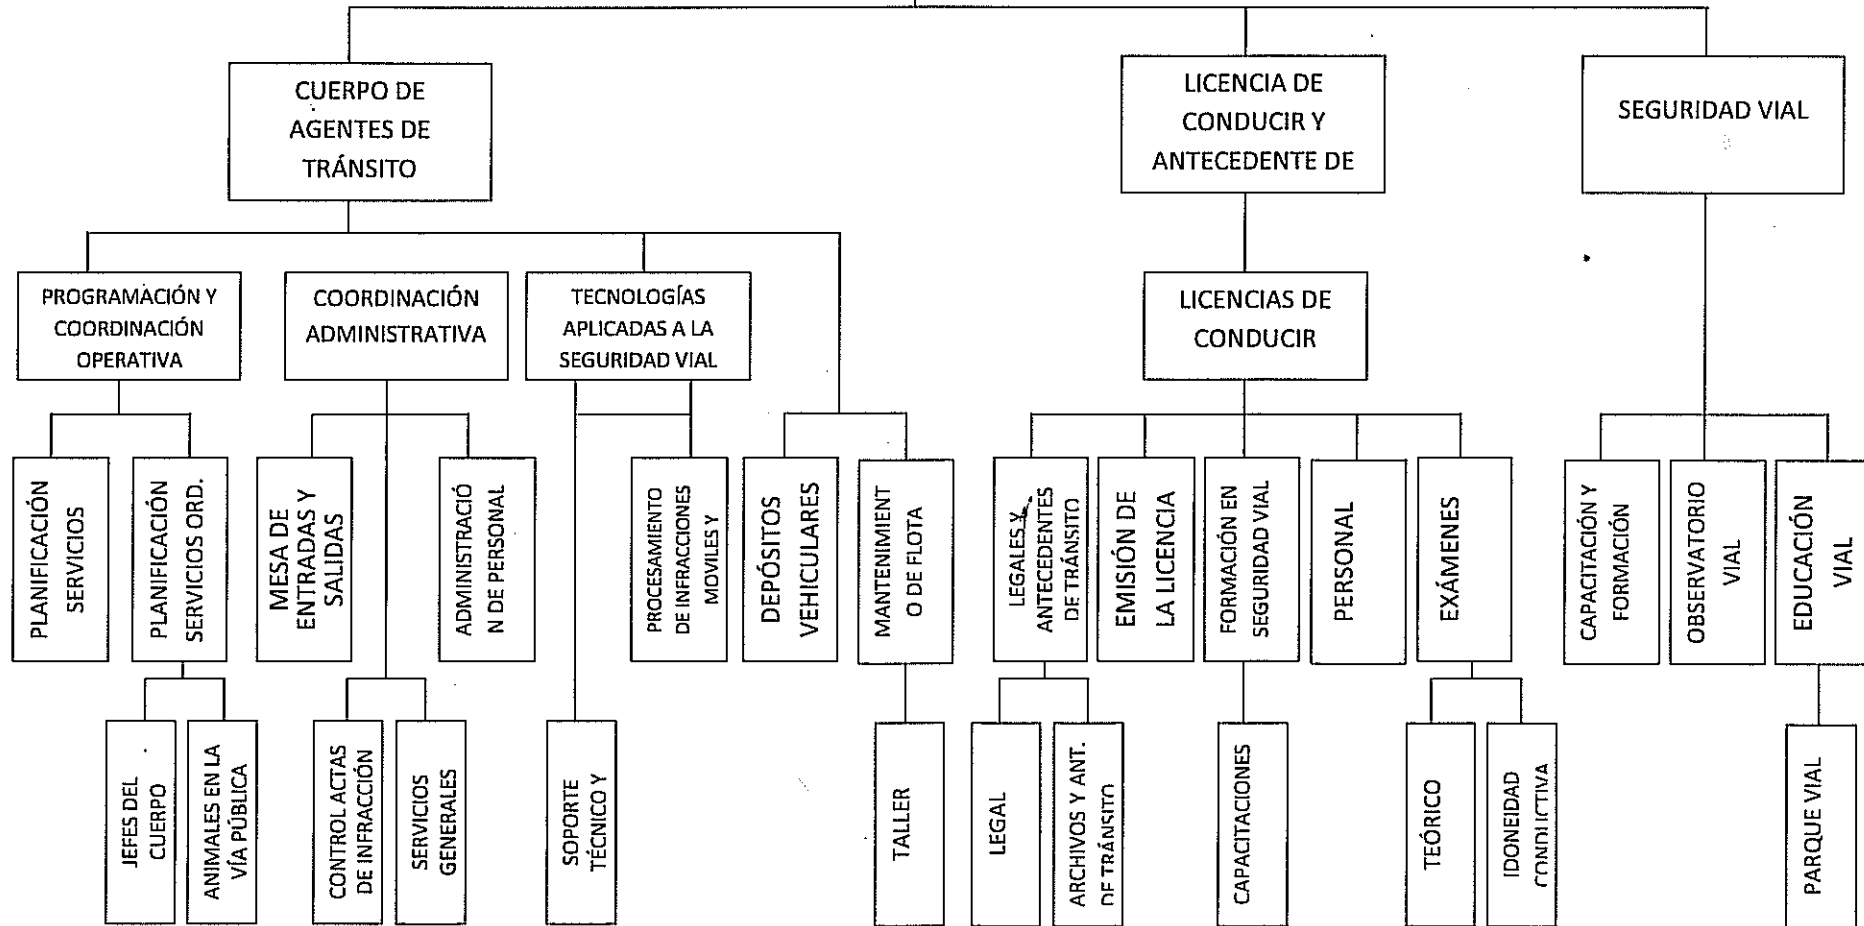 CUERPO DE
AGENTES DE
TRÁNSITO
LICENCIA DE
CONDUCIR Y
ANTECEDENTE DE
SEGURIDAD VIAL
PROGRAMACIÓN Y
COORDINACIÓN
OPERATIVA
COORDINACIÓN
ADMINISTRATIVA
TECNOLOGÍAS
APLICADAS A LA
SEGURIDAD VIAL
LICENCIAS DE
CONDUCIR
PLANIFICACIÓN
SERVICIOS
PLANIFICACIÓN
SERVICIOS ORD.
MESA DE
ENTRADAS Y
SALIDAS
ADMINISTRACIÓ
N DE PERSONAL
PROCESAMIENTO
DE INFRACCIONES
MOVILES Y
DEPÓSITOS
VEHICULARES
MANTENIMIENT
O DE FLOTA
LEGALES Y
ANTECEDENTES
DE TRÁNSITO
EMISIÓN DE
LA LICENCIA
FORMACIÓN EN
SEGURIDAD VIAL
PERSONAL
EXÁMENES
CAPACITACIÓN Y
FORMACIÓN
OBSERVATORIO
VIAL
EDUCACIÓN
VIAL
JEFES DEL
CUERPO
ANIMALES EN LA
VÍA PÚBLICA
CONTROL ACTAS
DE INFRACCIÓN
SERVICIOS
GENERALES
SOPORTE
TÉCNICO Y
TALLER
LEGAL
ARCHIVOS Y ANT.
DE TRÁNSITO
CAPACITACIONES
TEÓRICO
IDONEIDAD
CONDUCTIVA
PARQUE VIAL